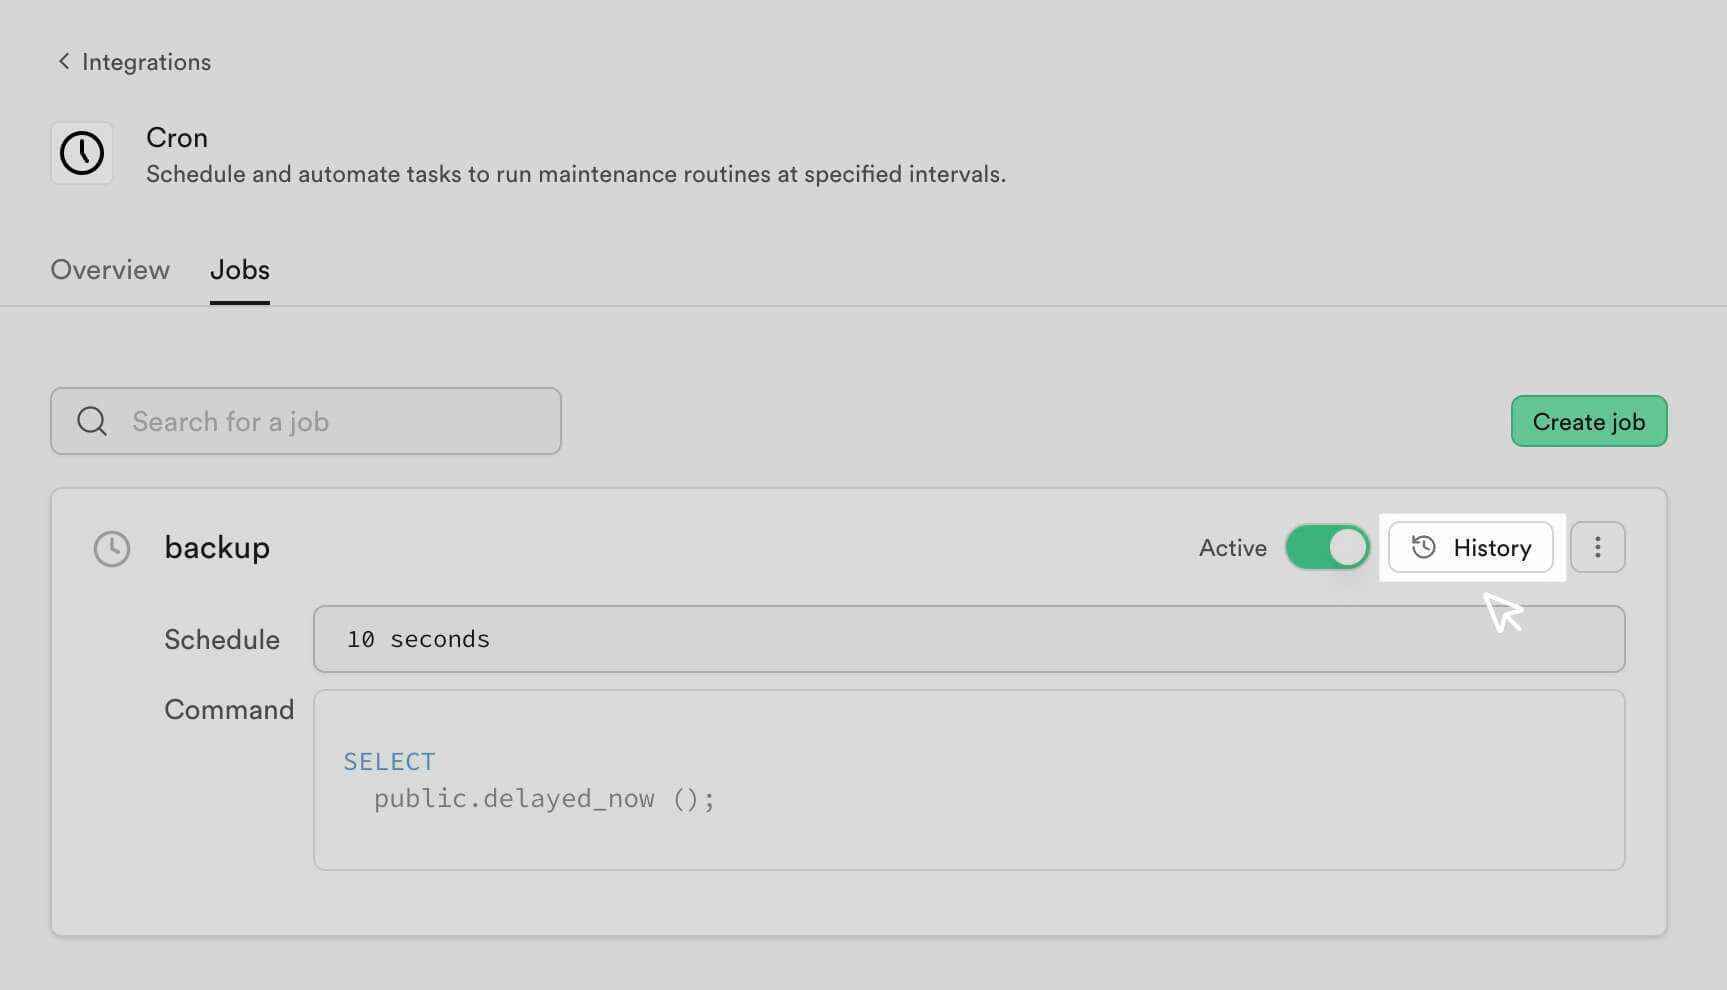 Integrations
Cron
Schedule and automate tasks to run maintenance routines at specified intervals.
Overview Jobs
Search for a job
Create job
backup Active History
Schedule 10 seconds
Command
SELECT
public.delayed_now ();